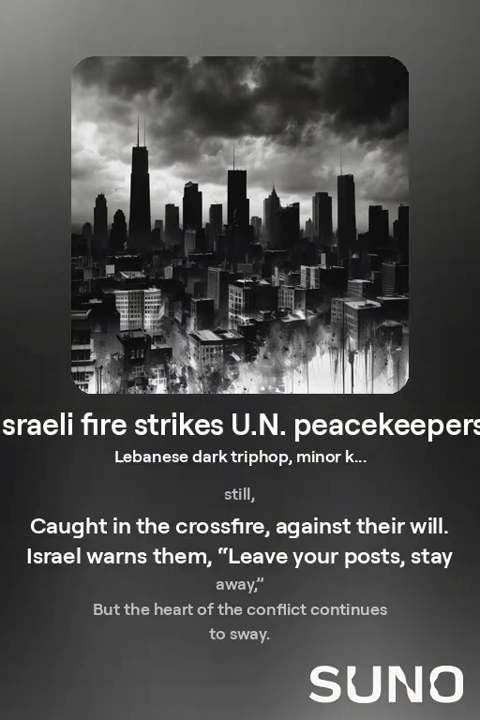 sraeli fire strikes U.N. peacekeepers
Lebanese dark triphop, minor k...
still,
Caught in the crossfire, against their will.
Israel warns them, “Leave your posts, stay
away,”
But the heart of the conflict continues
to sway.
SUNO